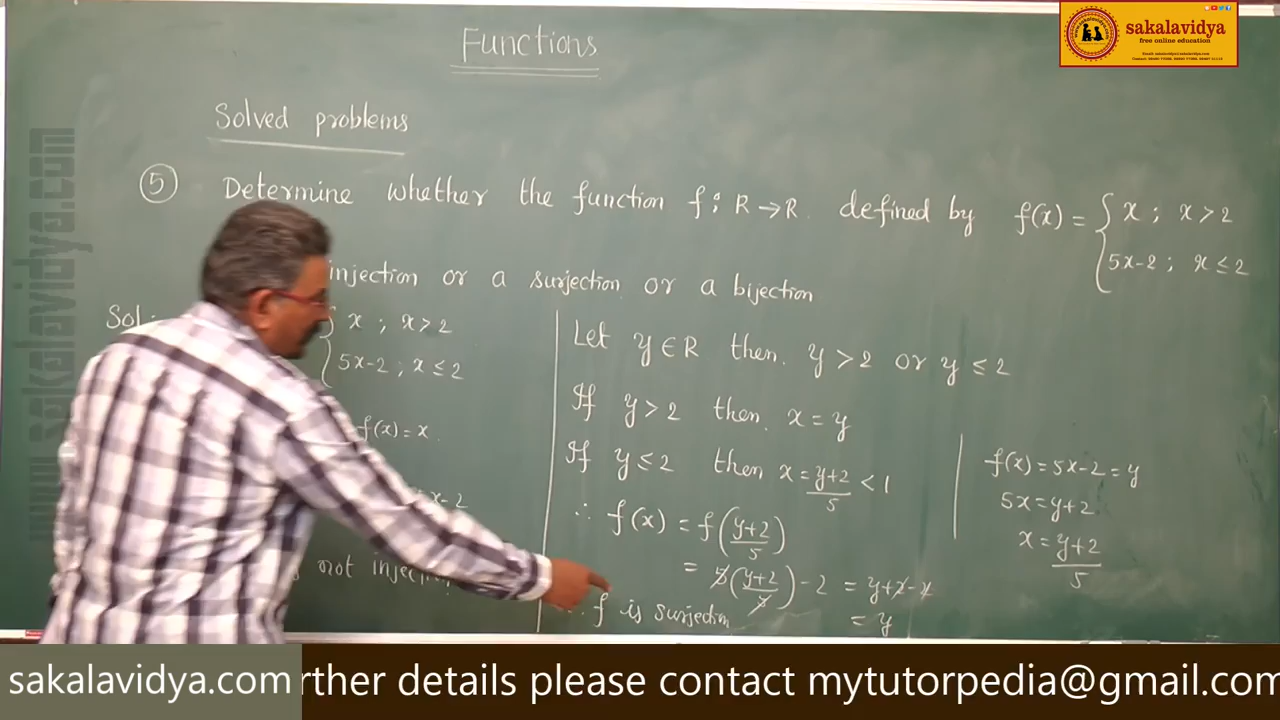 Functions
sakalavidya
free online education
Solved problems
5 Determine whether the function f : R → R defined by f(x) = { x ; x > 2
5x-2 ; x ≤ 2
injection or a surjection or a bijection
Sol:
{ x ; x > 2
5x-2 ; x ≤ 2
f(x) = x
x-2
not injection
Let y ∈ R then y > 2 or y ≤ 2
If y > 2 then x = y
If y ≤ 2 then x = y+2/5 < 1
∴ f(x) = f(y+2/5)
= 5(y+2/5) - 2 = y+2-2
= y
f is surjection
f(x) = 5x-2 = y
5x = y+2
x = y+2/5
www.sakalavidya.com
sakalavidya.com
rther details please contact mytutorpedia@gmail.com